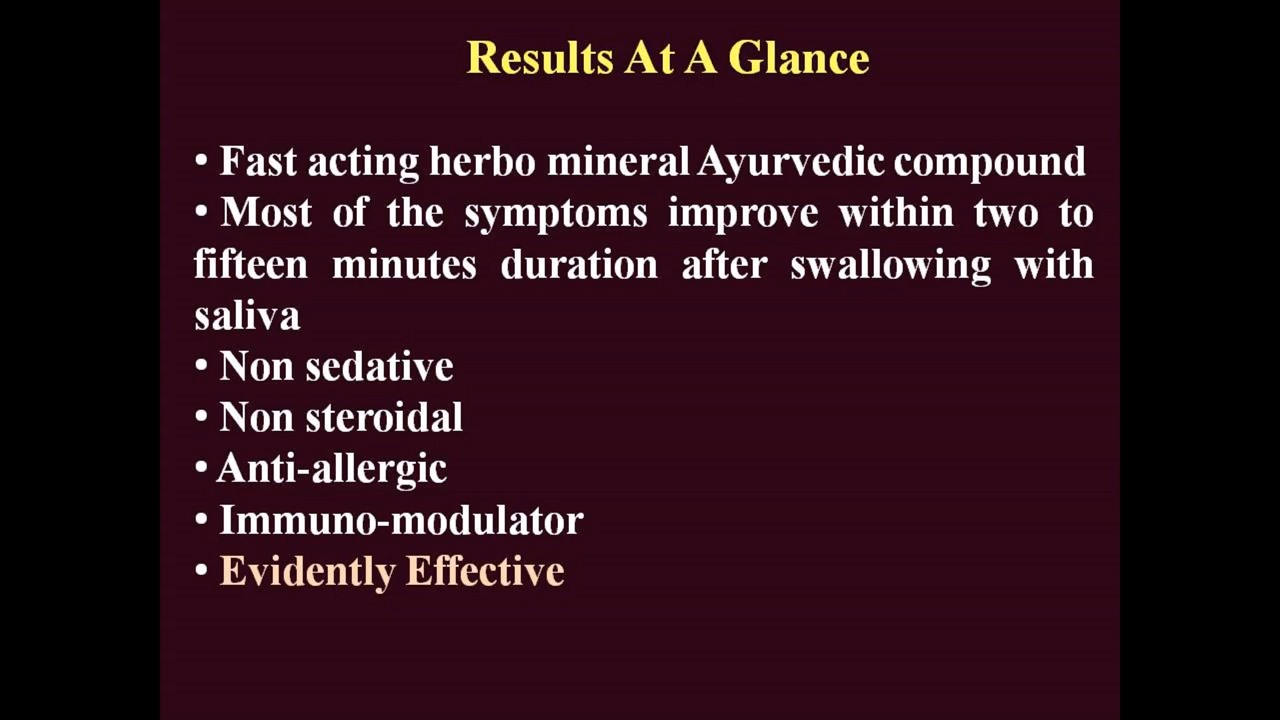 Results At A Glance
• Fast acting herbo mineral Ayurvedic compound
• Most of the symptoms improve within two to
fifteen minutes duration after swallowing with
saliva
• Non sedative
• Non steroidal
• Anti-allergic
• Immuno-modulator
• Evidently Effective